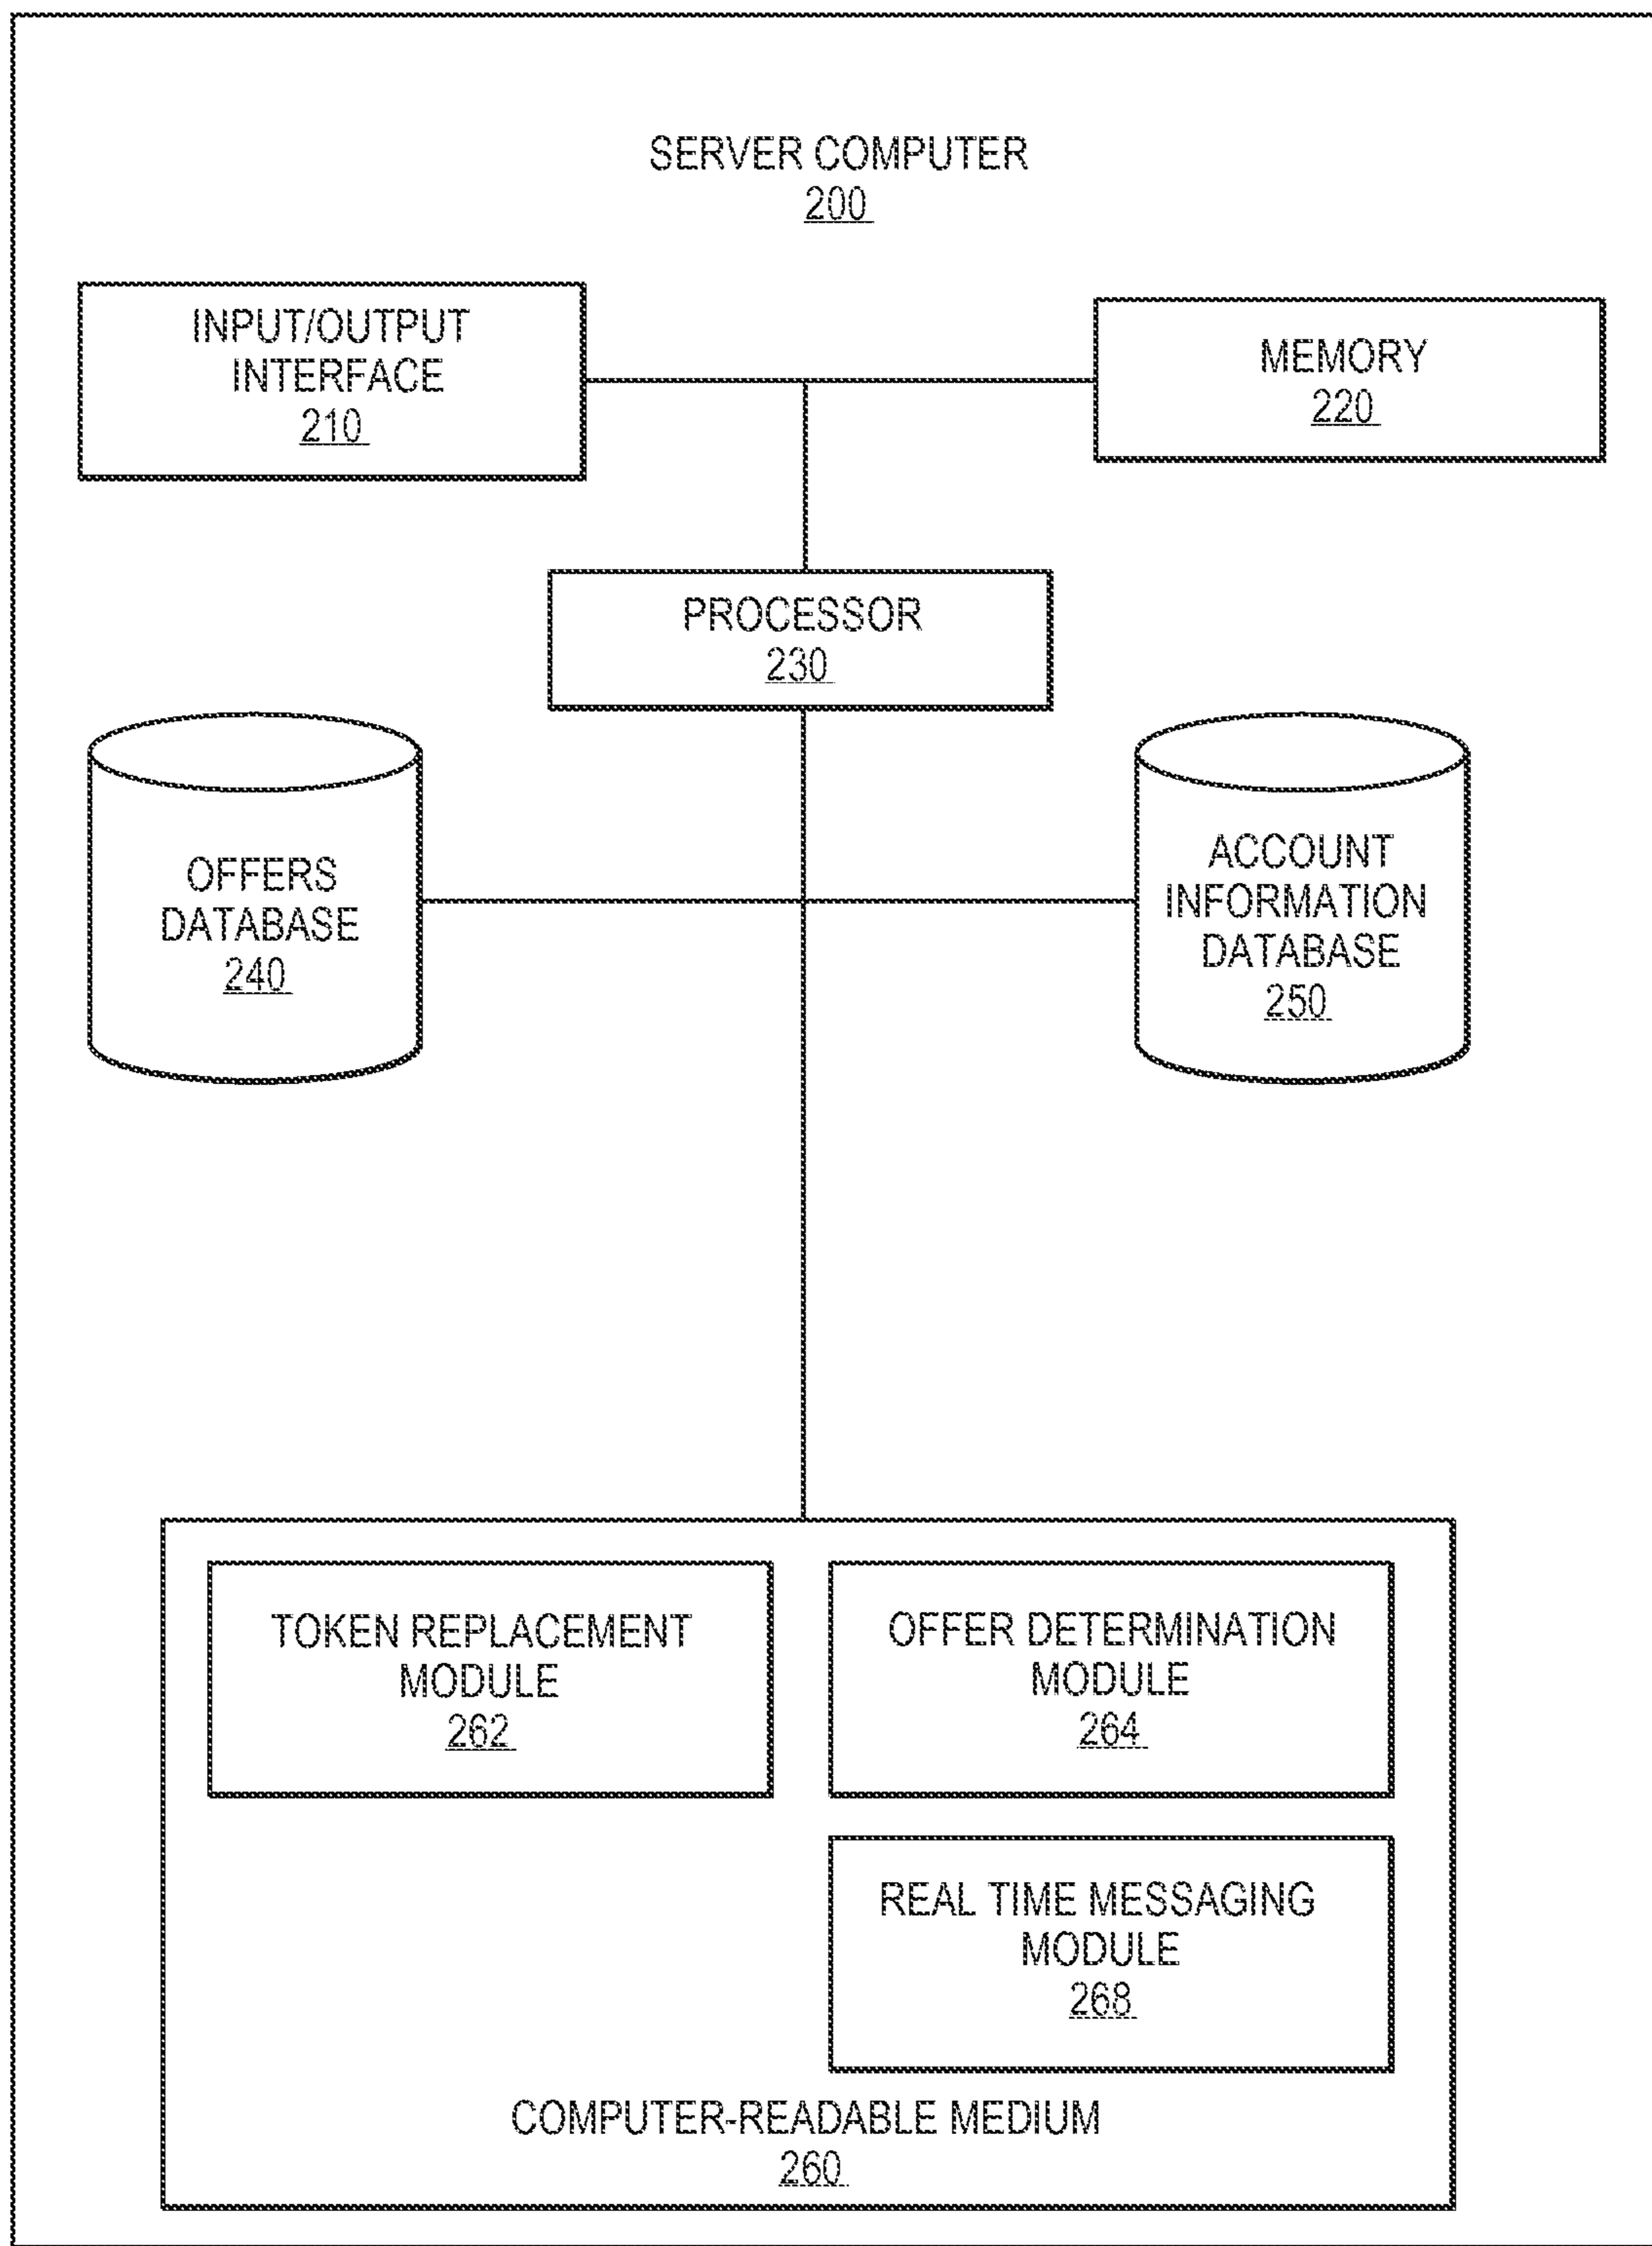 SERVER COMPUTER
200
INPUT/OUTPUT
INTERFACE
210
MEMORY
220
PROCESSOR
230
OFFERS
DATABASE
240
ACCOUNT
INFORMATION
DATABASE
250
TOKEN REPLACEMENT
MODULE
262
OFFER DETERMINATION
MODULE
264
REAL TIME MESSAGING
MODULE
268
COMPUTER-READABLE MEDIUM
260